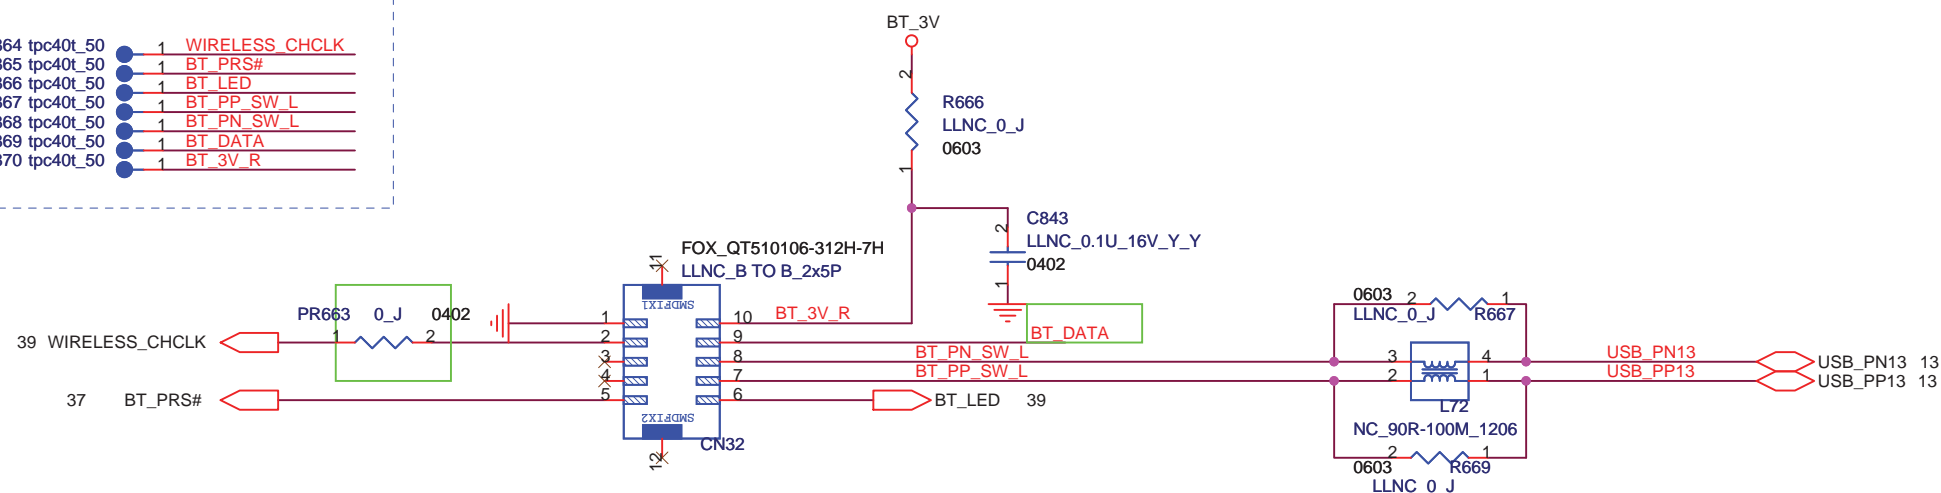 BT_3V
364 tpc40t_50 1 WIRELESS_CHCLK
365 tpc40t_50 1 BT_PRS#
366 tpc40t_50 1 BT_LED
367 tpc40t_50 1 BT_PP_SW_L
368 tpc40t_50 1 BT_PN_SW_L
369 tpc40t_50 1 BT_DATA
370 tpc40t_50 1 BT_3V_R
2
R666
LLNC_0_J
0603
1
C843
2
LLNC_0.1U_16V_Y_Y
0402
1
FOX_QT510106-312H-7H
LLNC_B TO B_2x5P
11
SMDFIX1
PR663 0_J 0402
1 2
39 WIRELESS_CHCLK
37 BT_PRS#
1 10 BT_3V_R
2 9 BT_DATA
3 8 BT_PN_SW_L
4 7 BT_PP_SW_L
5 6 BT_LED 39
SMDFIX2
CN32
12
0603 2 1
LLNC_0_J R667
3 4 USB_PN13 USB_PN13 13
2 1 USB_PP13 USB_PP13 13
L72
NC_90R-100M_1206
2 1
0603 R669
LLNC_0_J